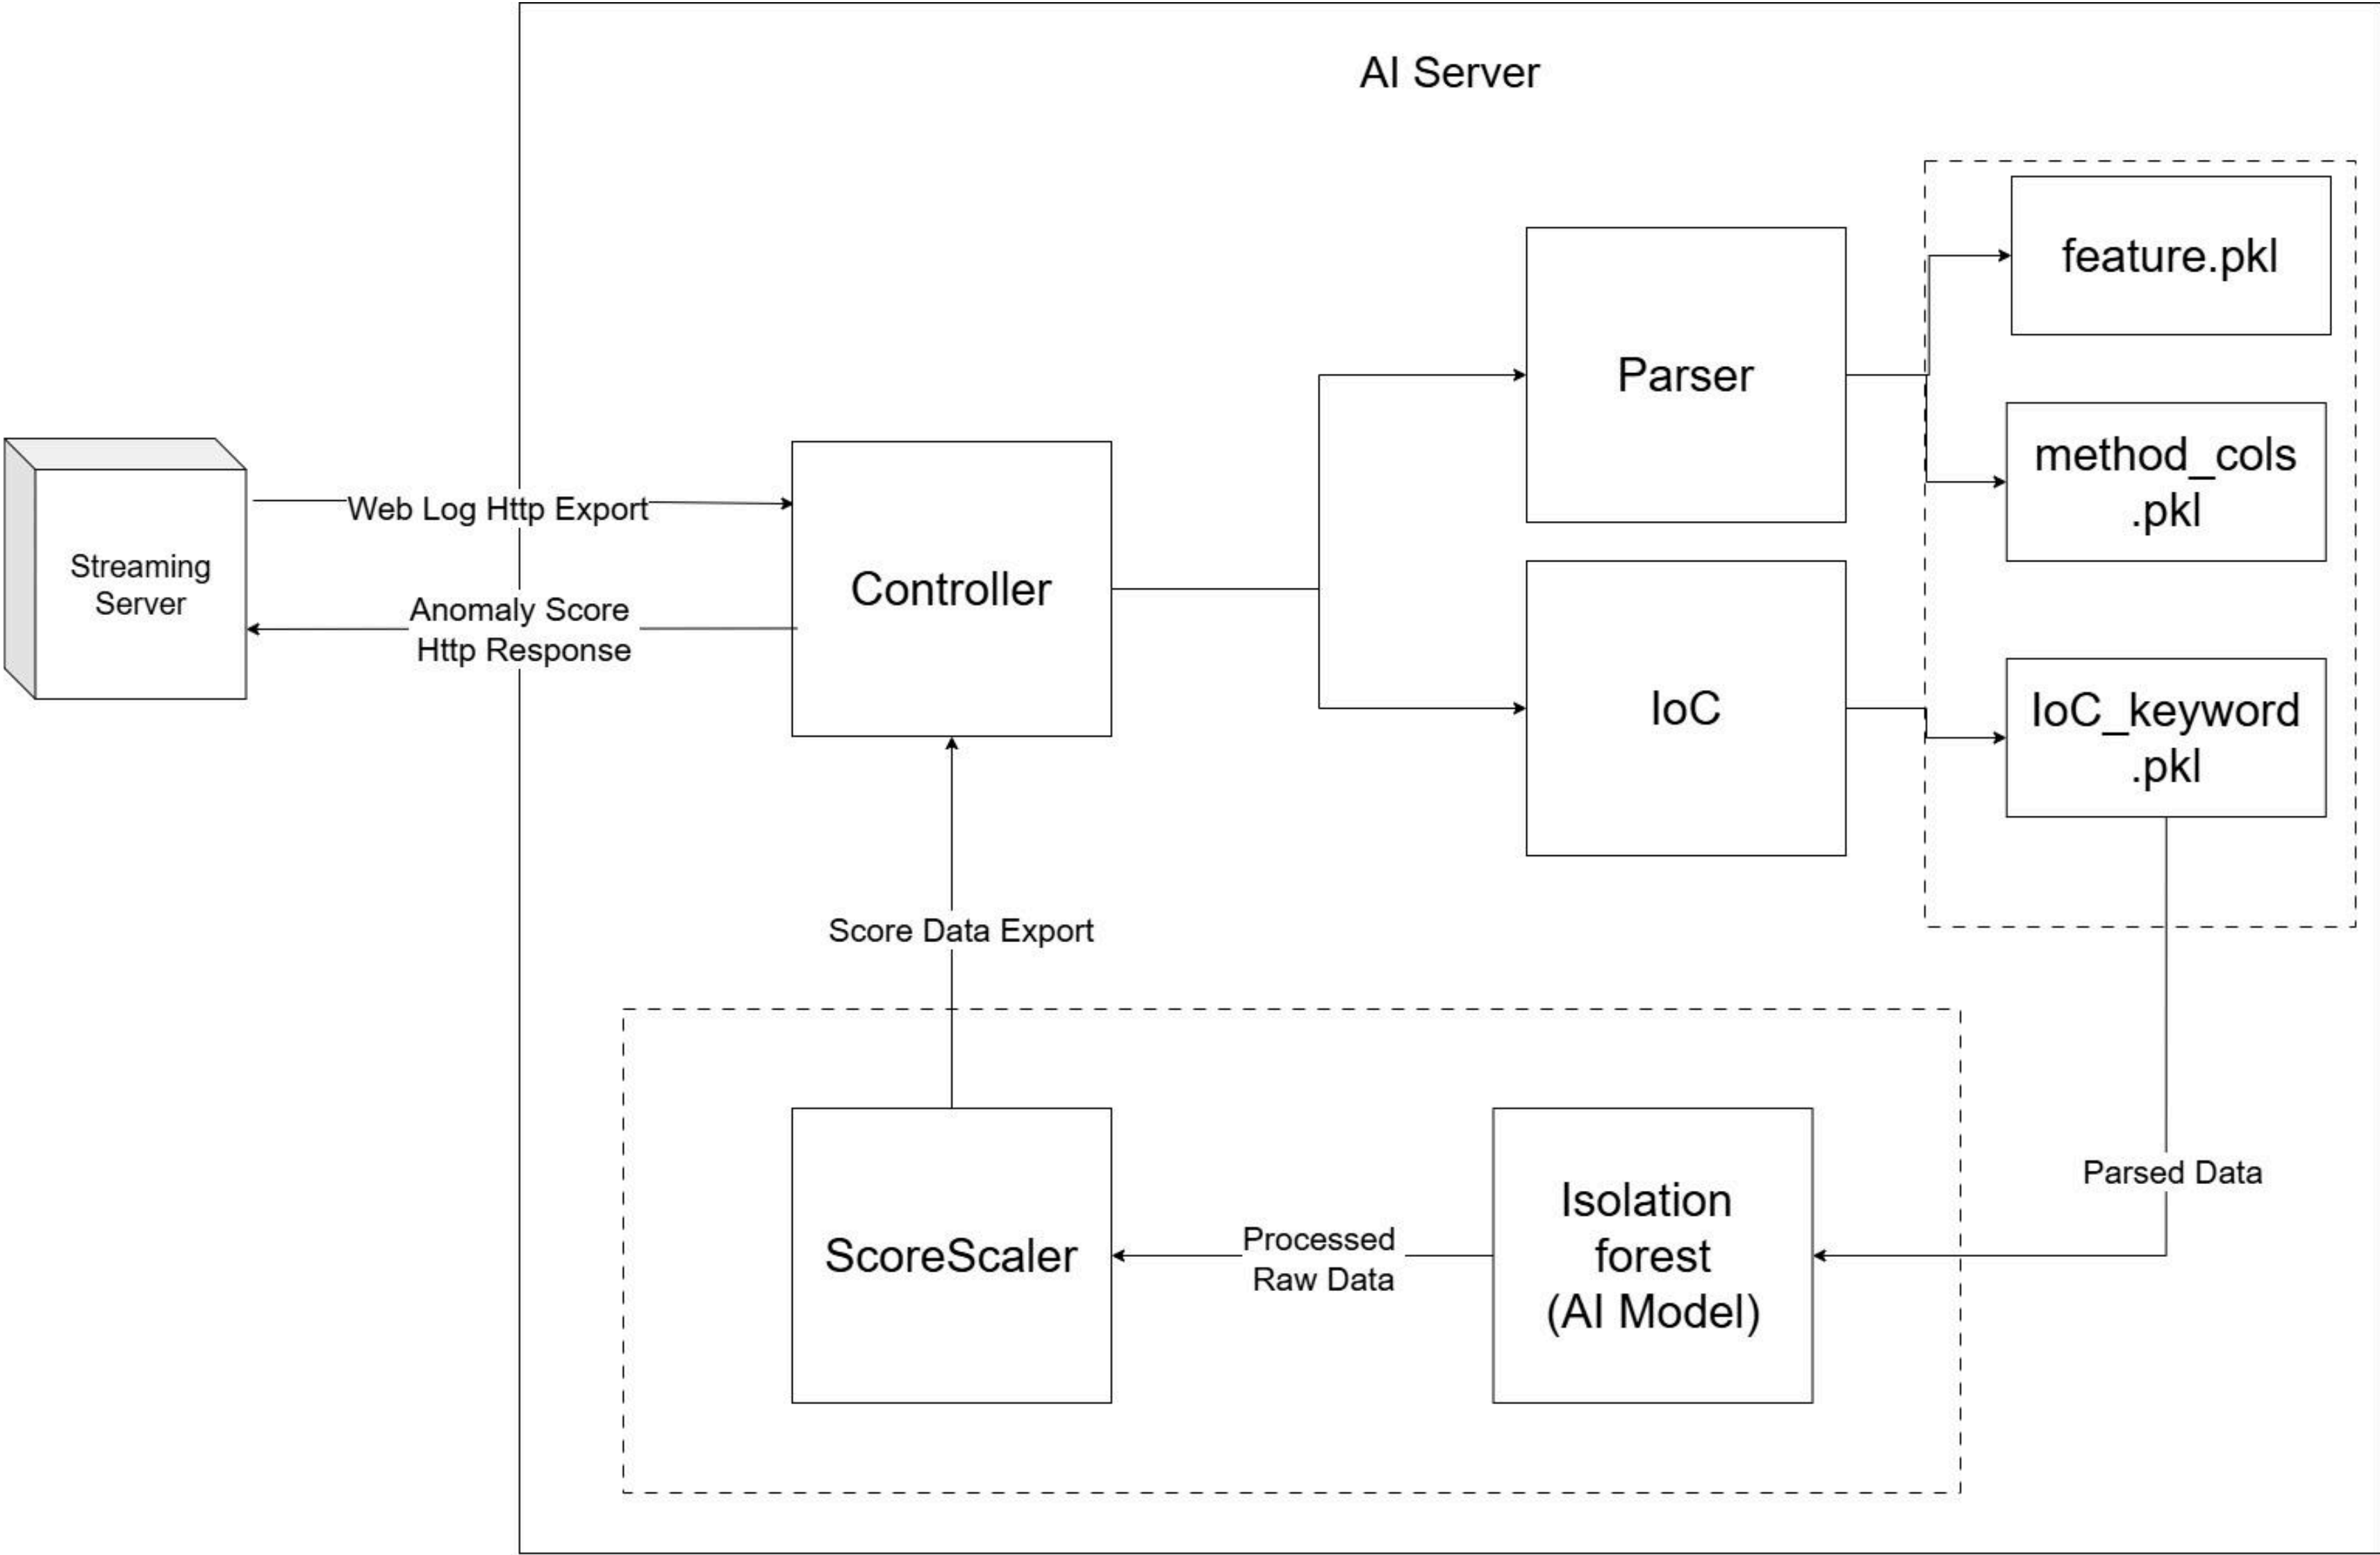 AI Server
feature.pkl
Parser
method_cols
.pkl
Web Log Http Export
Streaming
Server
Controller
Anomaly Score
Http Response
IoC
IoC_keyword
.pkl
Score Data Export
Parsed Data
Isolation
forest
(AI Model)
Processed
Raw Data
ScoreScaler